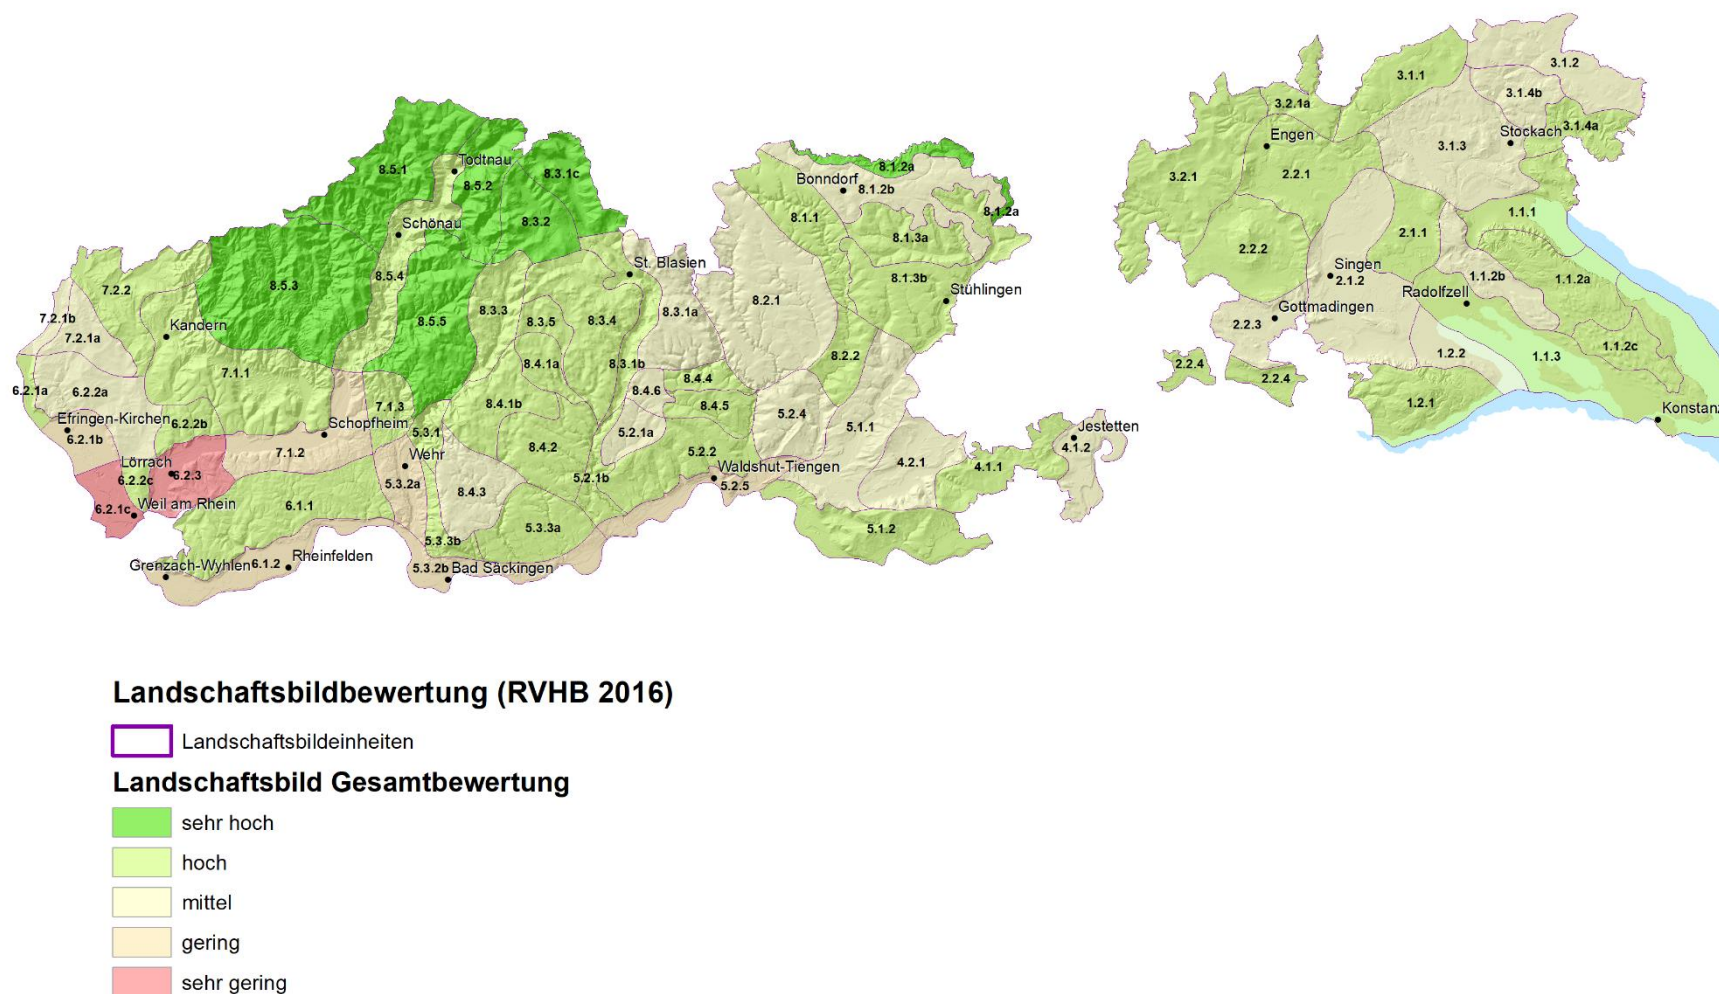 3.1.2
3.1.1
3.1.4b
3.2.1a
Engen
Stockach
3.1.4a
3.1.3
Todtnau
8.5.1
8.1.2a
8.3.1c
3.2.1
2.2.1
8.5.2
Bonndorf
8.1.2b
8.1.2a
1.1.1
8.3.2
8.1.1
Schönau
8.1.3a
2.1.1
2.2.2
7.2.2
St. Blasien
8.5.4
8.1.3b
Singen
2.1.2
1.1.2b
1.1.2a
8.5.3
8.2.1
Stühlingen
Radolfzell
7.2.1b
8.3.3
8.3.1a
Gottmadingen
Kandern
8.5.5
8.3.5
8.3.4
7.2.1a
2.2.3
1.1.2c
8.2.2
1.2.2
1.1.3
8.4.1a
8.3.1b
2.2.4
7.1.1
8.4.4
2.2.4
6.2.1a
6.2.2a
8.4.6
8.4.1b
7.1.3
8.4.5
1.2.1
Efringen-Kirchen
Schopfheim
5.2.4
5.1.1
Konstanz
6.2.2b
5.3.1
5.2.1a
Jestetten
6.2.1b
7.1.2
8.4.2
5.2.2
4.1.2
Lörrach
Wehr
Waldshut-Tiengen
4.2.1
4.1.1
6.2.2c
6.2.3
5.3.2a
5.2.1b
5.2.5
8.4.3
Weil am Rhein
6.2.1c
6.1.1
5.3.3a
5.1.2
5.3.3b
Rheinfelden
Grenzach-Wyhlen
6.1.2
5.3.2b
Bad Säckingen
Landschaftsbildbewertung (RVHB 2016)
Landschaftsbildeinheiten
Landschaftsbild Gesamtbewertung
sehr hoch
hoch
mittel
gering
sehr gering